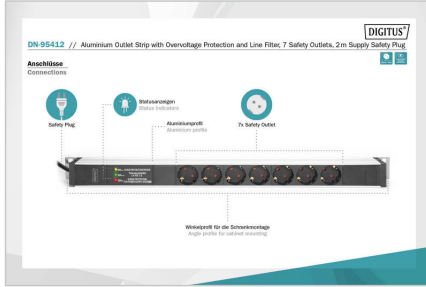 DIGITUS®
DN-95412 // Aluminium Outlet Strip with Overvoltage Protection and Line Filter, 7 Safety Outlets, 2 m Supply Safety Plug
Anschlüsse
Connections
Statusanzeigen
Status indicators
Safety Plug
Aluminiumprofil
Aluminium profile
7x Safety Outlet
Winkelprofil für die Schrankmontage
Angle profile for cabinet mounting